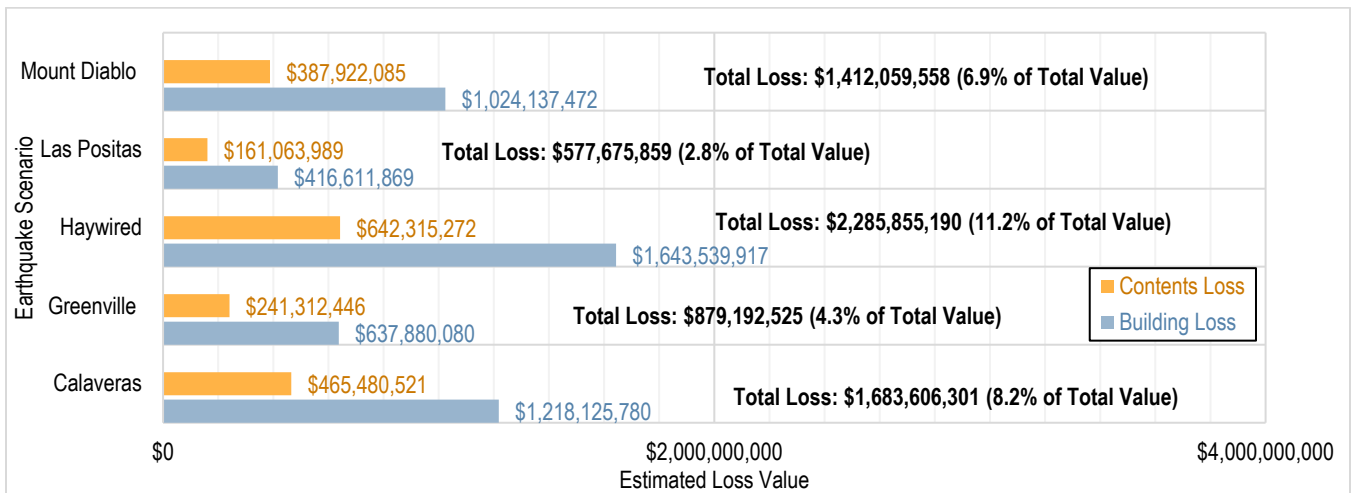 Earthquake Scenario
Mount Diablo
$387,922,085
Total Loss: $1,412,059,558 (6.9% of Total Value)
$1,024,137,472
Las Positas
$161,063,989
Total Loss: $577,675,859 (2.8% of Total Value)
$416,611,869
Haywired
$642,315,272
Total Loss: $2,285,855,190 (11.2% of Total Value)
$1,643,539,917
Greenville
$241,312,446
Total Loss: $879,192,525 (4.3% of Total Value)
$637,880,080
Calaveras
$465,480,521
Total Loss: $1,683,606,301 (8.2% of Total Value)
$1,218,125,780
Contents Loss
Building Loss
$0
$2,000,000,000
$4,000,000,000
Estimated Loss Value